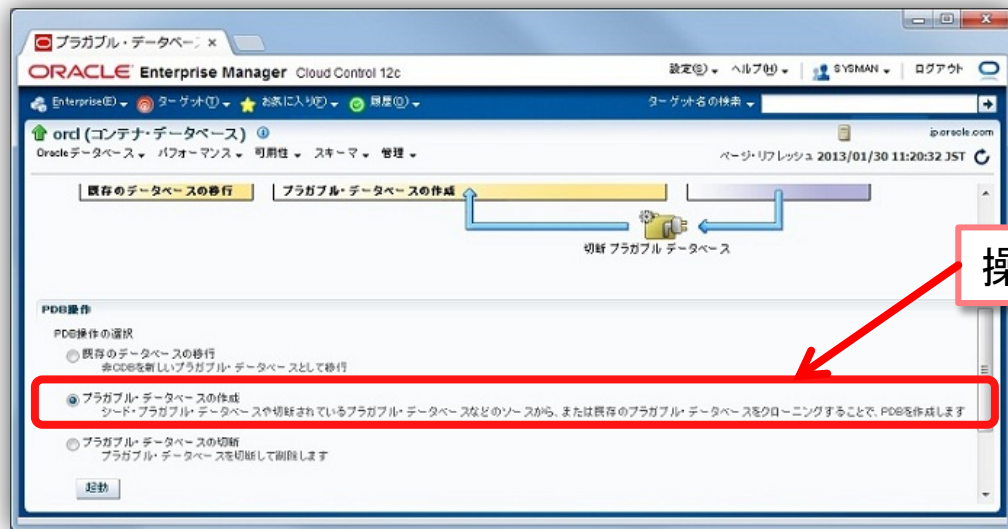 プラガブル・データベース ×
ORACLE Enterprise Manager Cloud Control 12c
設定(S) ヘルプ(H) SYSMAN ログアウト
Enterprise(E) ターゲット(T) お気に入り(F) 履歴(O) ターゲット名の検索
orcl (コンテナ・データベース)
jp.oracle.com
Oracleデータベース パフォーマンス 可用性 スキーマ 管理 ページ・リフレッシュ 2013/01/30 11:20:32 JST
既存のデータベースの移行 プラガブル・データベースの作成
切断 プラガブル データベース
操
PDB操作
PDB操作の選択
既存のデータベースの移行
非CDBを新しいプラガブル・データベースとして移行
プラガブル・データベースの作成
シード・プラガブル・データベースや切断されているプラガブル・データベースなどのソースから、または既存のプラガブル・データベースをクローニングすることで、PDBを作成します
プラガブル・データベースの切断
プラガブル・データベースを切断して削除します
起動